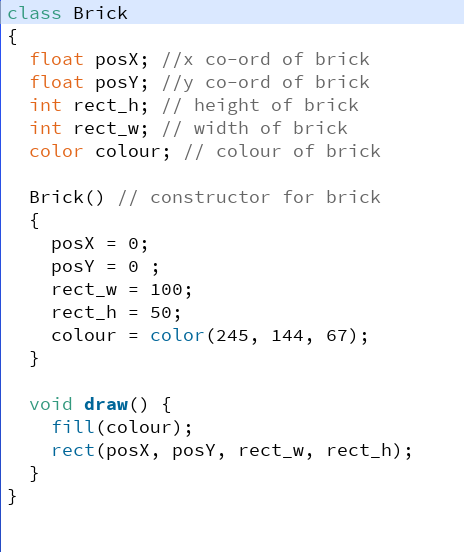 class Brick
{
  float posX; //x co-ord of brick
  float posY; //y co-ord of brick
  int rect_h; // height of brick
  int rect_w; // width of brick
  color colour; // colour of brick

  Brick() // constructor for brick
  {
    posX = 0;
    posY = 0 ;
    rect_w = 100;
    rect_h = 50;
    colour = color(245, 144, 67);
  }

  void draw() {
    fill(colour);
    rect(posX, posY, rect_w, rect_h);
  }
}